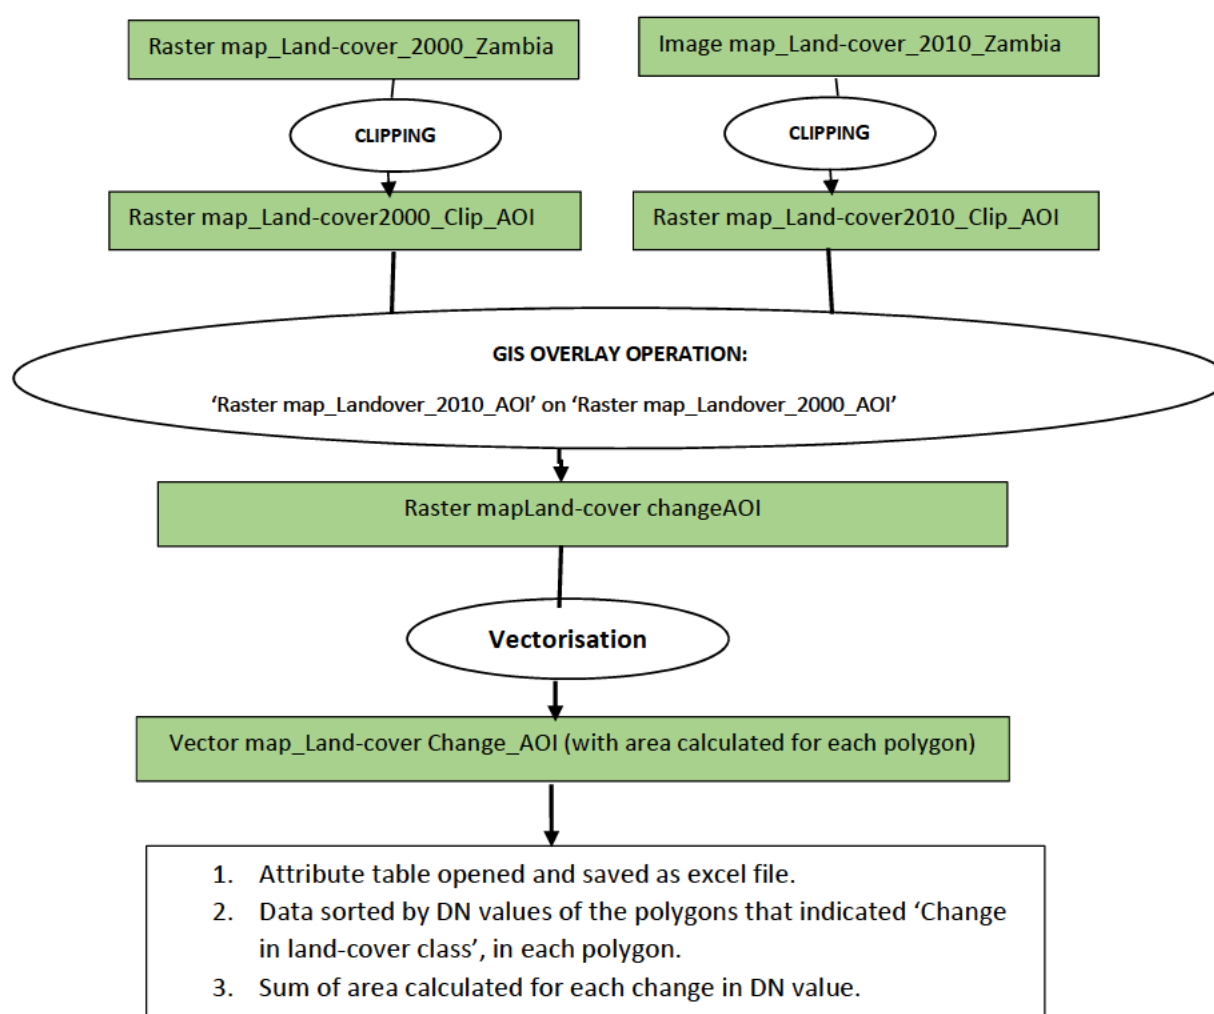 Raster map_Land-cover_2000_Zambia
Image map_Land-cover_2010_Zambia
CLIPPING
CLIPPING
Raster map_Land-cover2000_Clip_AOI
Raster map_Land-cover2010_Clip_AOI
GIS OVERLAY OPERATION:
‘Raster map_Landover_2010_AOI’ on ‘Raster map_Landover_2000_AOI’
Raster mapLand-cover changeAOI
Vectorisation
Vector map_Land-cover Change_AOI (with area calculated for each polygon)
1. Attribute table opened and saved as excel file.
2. Data sorted by DN values of the polygons that indicated ‘Change
in land-cover class’, in each polygon.
3. Sum of area calculated for each change in DN value.